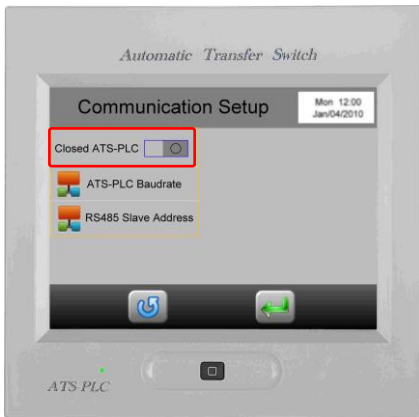 Automatic Transfer Switch
Communication Setup
Mon 12:00
Jan/04/2010
Closed ATS-PLC
ATS-PLC Baudrate
RS485 Slave Address
ATS PLC